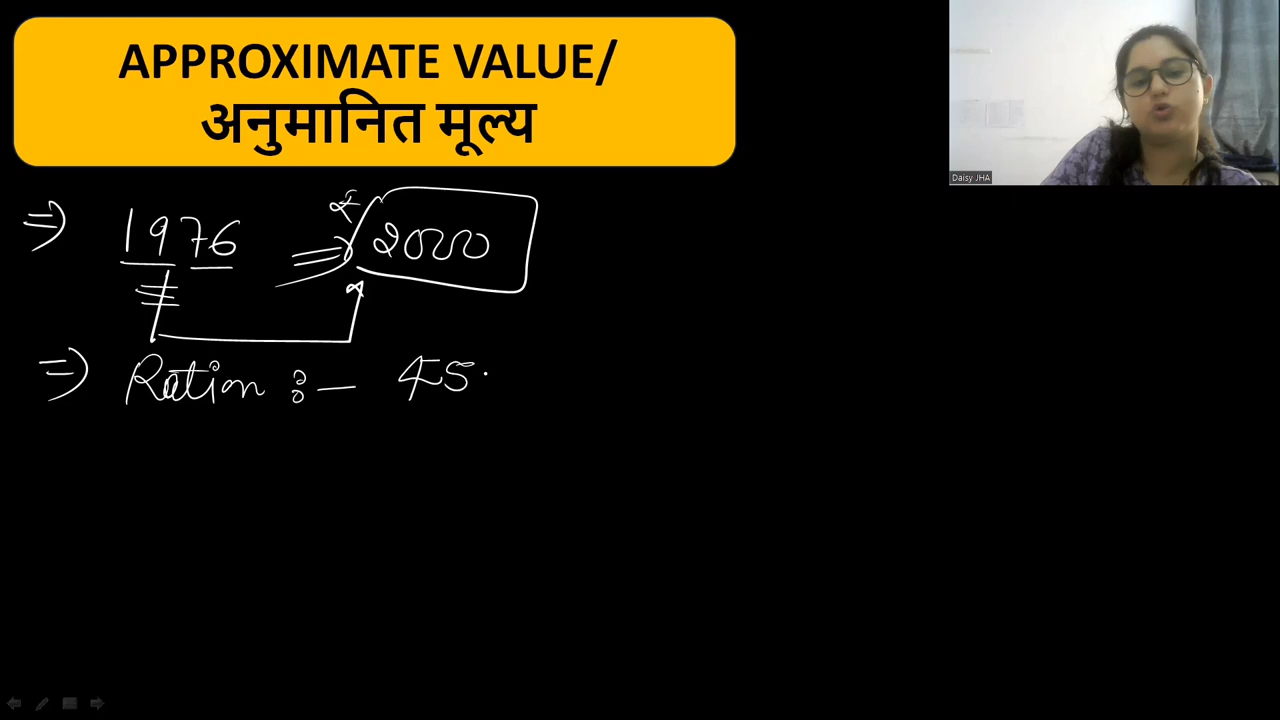 APPROXIMATE VALUE/
अनुमानित मूल्य
Daisy JHA
⇒ 1976 ⇒ 2000
⇒ Ration :- 45.